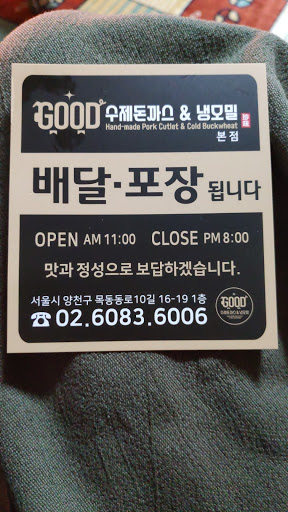 GOOD 우제돈까스 & 냉모밀
Hand-made Pork Cutlet & Cold Buckwheat
본점
배달·포장 됩니다
OPEN AM 11:00 CLOSE PM 8:00
맛과 정성으로 보답하겠습니다.
서울시 양천구 목동동로10길 16-19 1층
☎ 02.6083.6006
GOOD